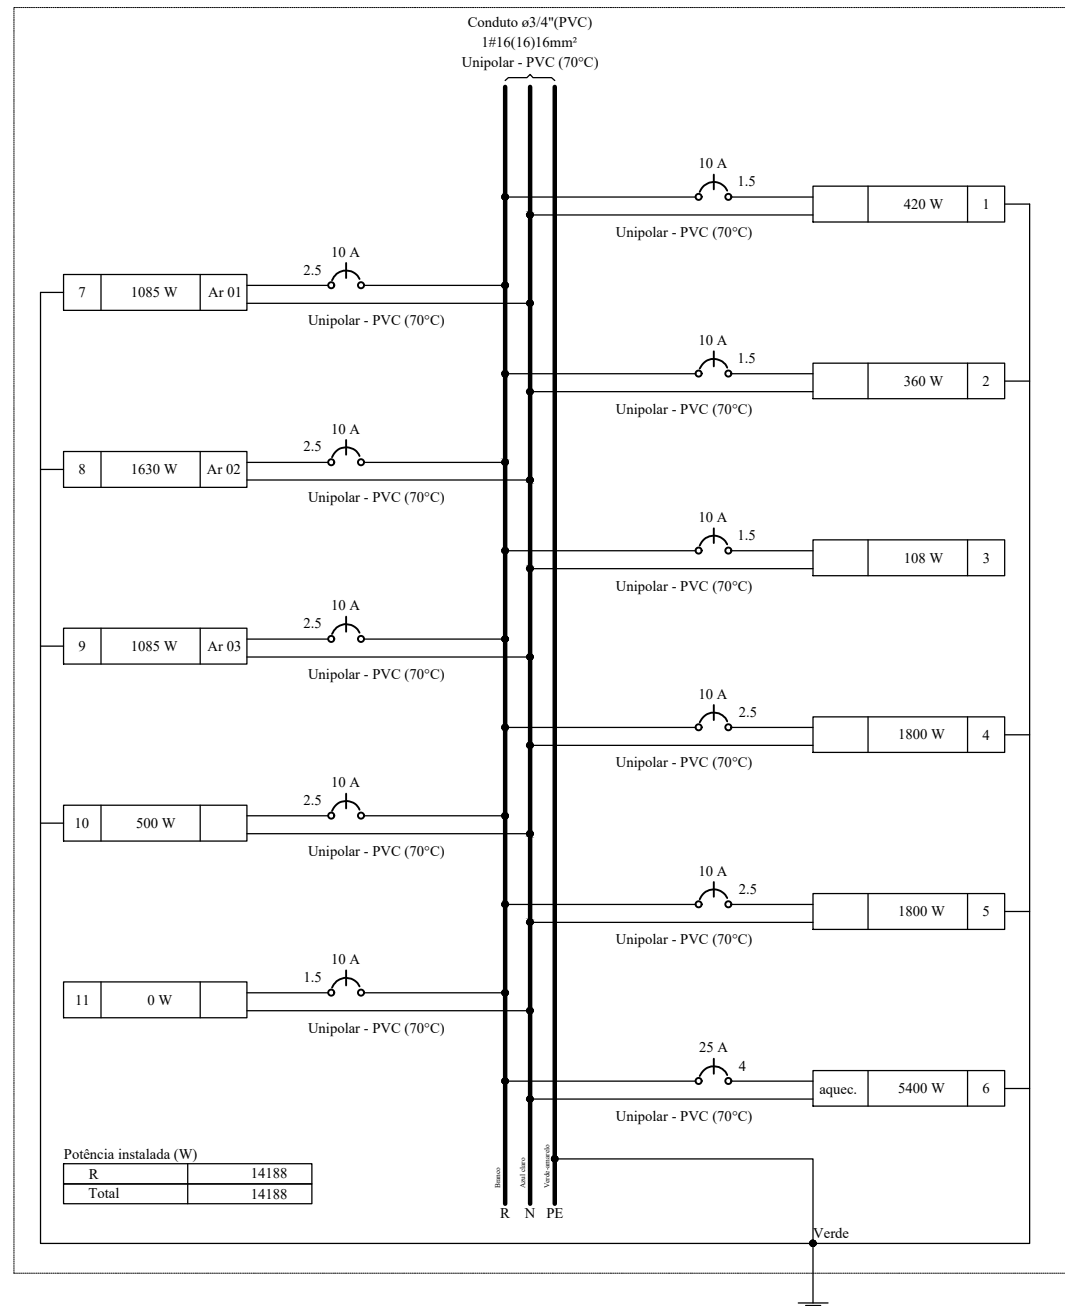 Conduto ø3/4"(PVC)
1#16(16)16mm²
Unipolar - PVC (70°C)
10 A
1.5
420 W 1
Unipolar - PVC (70°C)
10 A
2.5
7 1085 W Ar 01
Unipolar - PVC (70°C)
10 A
1.5
360 W 2
Unipolar - PVC (70°C)
10 A
2.5
8 1630 W Ar 02
Unipolar - PVC (70°C)
10 A
1.5
108 W 3
Unipolar - PVC (70°C)
10 A
2.5
9 1085 W Ar 03
Unipolar - PVC (70°C)
10 A
2.5
1800 W 4
Unipolar - PVC (70°C)
10 A
2.5
10 500 W
Unipolar - PVC (70°C)
10 A
2.5
1800 W 5
Unipolar - PVC (70°C)
10 A
1.5
11 0 W
Unipolar - PVC (70°C)
25 A
4
aquec. 5400 W 6
Unipolar - PVC (70°C)
Potência instalada (W)
R 14188
Total 14188
Branco
Azul claro
Verde-amarelo
R N PE
Verde